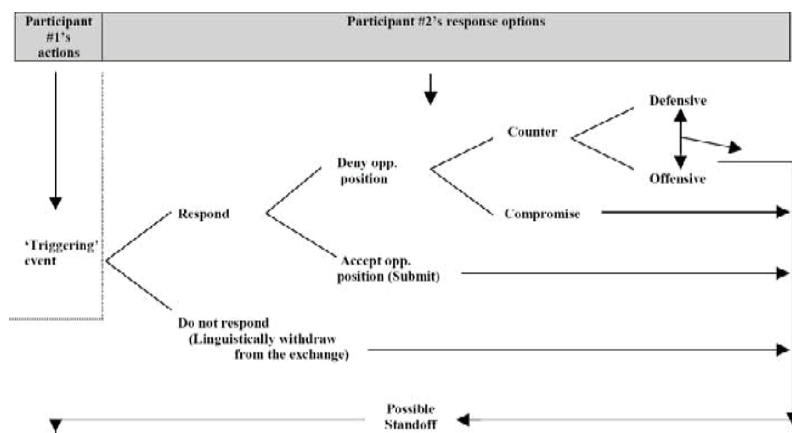 Participant
#1's
actions
Participant #2's response options
Defensive
Counter
Deny opp.
position
Offensive
Respond
Compromise
‘Triggering’
event
Accept opp.
position (Submit)
Do not respond
(Linguistically withdraw
from the exchange)
Possible
Standoff